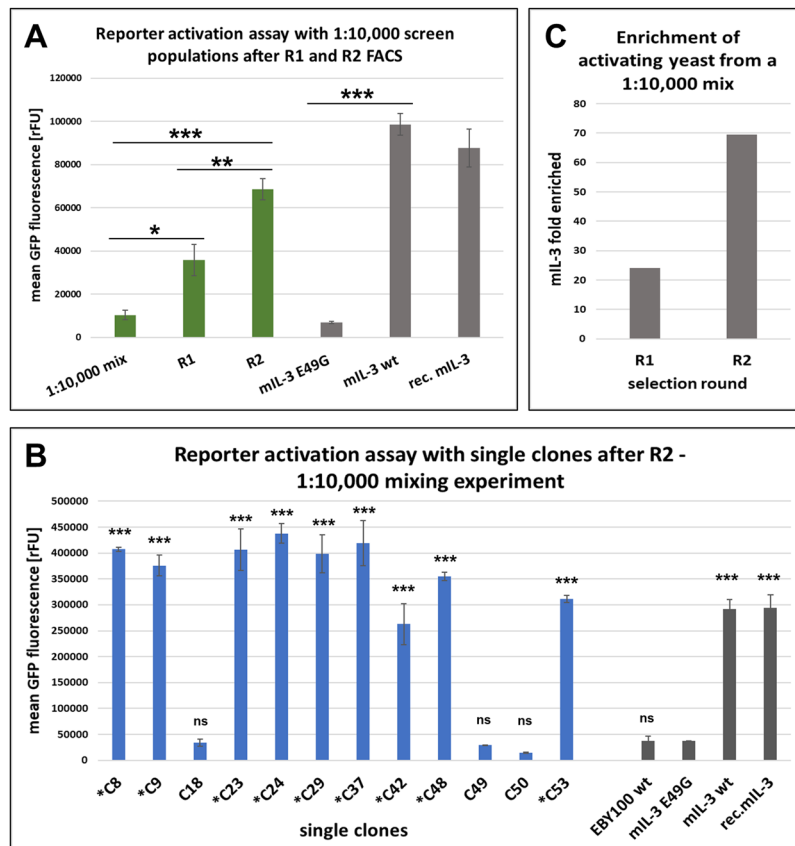 A
Reporter activation assay with 1:10,000 screen
populations after R1 and R2 FACS
mean GFP fluorescence [rFU]
120000
100000
80000
60000
40000
20000
0
***
***
**
*
1:10,000 mix
R1
R2
mIL-3 E49G
mIL-3 wt
rec. mIL-3
C
Enrichment of
activating yeast from a
1:10,000 mix
mIL-3 fold enriched
80
70
60
50
40
30
20
10
0
R1
R2
selection round
B
Reporter activation assay with single clones after R2 -
1:10,000 mixing experiment
mean GFP fluorescence [rFU]
500000
450000
400000
350000
300000
250000
200000
150000
100000
50000
0
***
***
ns
***
***
***
***
***
***
ns
ns
***
ns
***
***
*C8
*C9
C18
*C23
*C24
*C29
*C37
*C42
*C48
C49
C50
*C53
EBY100 wt
mIL-3 E49G
mIL-3 wt
rec.mIL-3
single clones